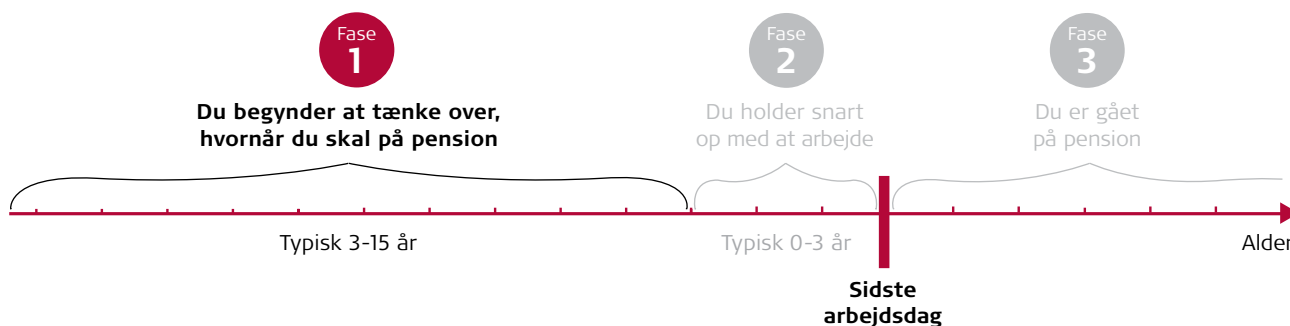 Fase
1
Du begynder at tænke over,
hvornår du skal på pension
Fase
2
Du holder snart
op med at arbejde
Fase
3
Du er gået
på pension
Typisk 3-15 år
Typisk 0-3 år
Alder
Sidste
arbejdsdag